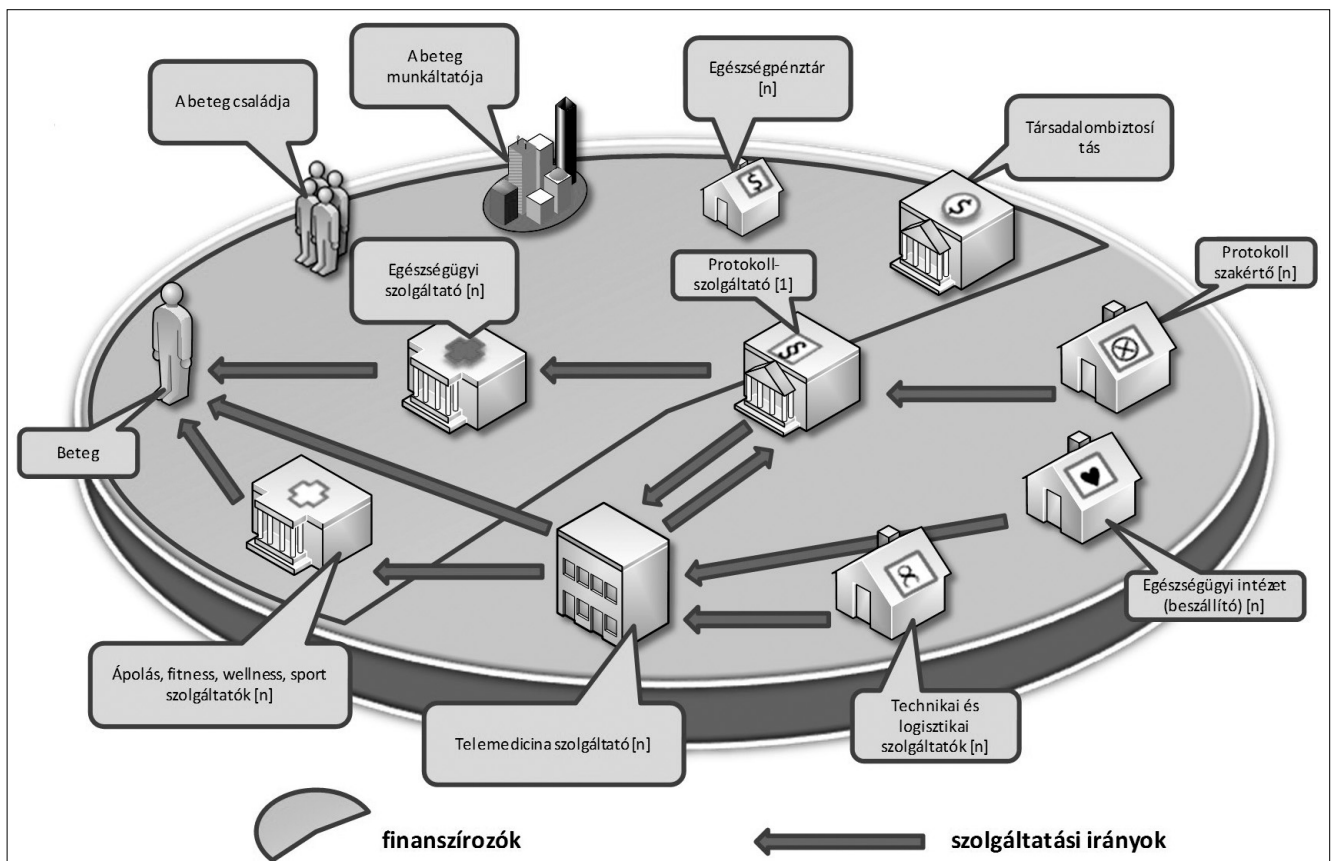 A beteg
munkáltatója
Egészségpénztár
[n]
A beteg családja
Társadalombiztosí
tás
Egészségügyi
szolgáltató [n]
Protokoll-
szolgáltató [1]
Protokoll
szakértő [n]
Beteg
Egészségügyi intézet
(beszállító) [n]
Ápolás, fitness, wellness, sport
szolgáltatók [n]
Telemedicina szolgáltató [n]
Technikai és
logisztikai
szolgáltatók [n]
finanszírozók
szolgáltatási irányok